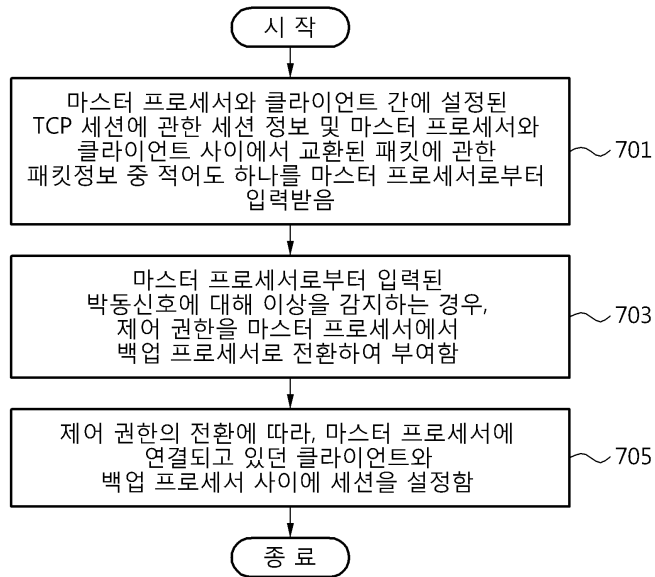 시 작
마스터 프로세서와 클라이언트 간에 설정된
TCP 세션에 관한 세션 정보 및 마스터 프로세서와
클라이언트 사이에서 교환된 패킷에 관한
패킷정보 중 적어도 하나를 마스터 프로세서로부터
입력받음
701
마스터 프로세서로부터 입력된
박동신호에 대해 이상을 감지하는 경우,
제어 권한을 마스터 프로세서에서
백업 프로세서로 전환하여 부여함
703
제어 권한의 전환에 따라, 마스터 프로세서에
연결되고 있던 클라이언트와
백업 프로세서 사이에 세션을 설정함
705
종 료